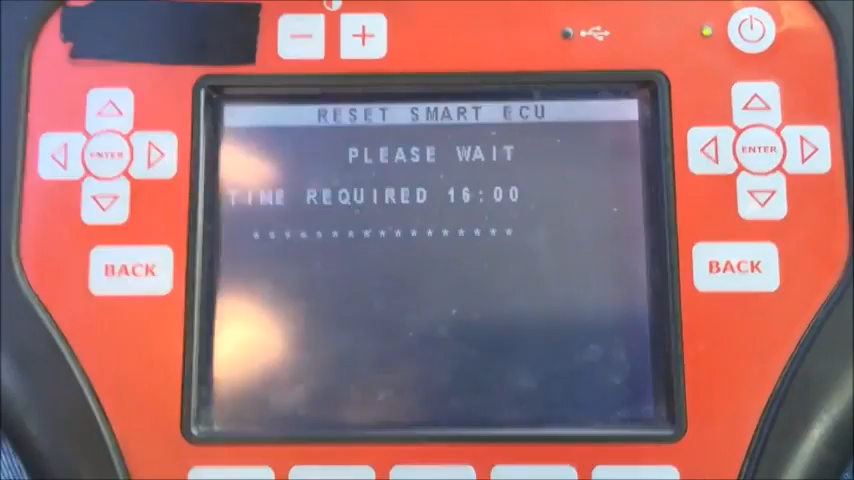 RESET SMART ECU
PLEASE WAIT
TIME REQUIRED 16:00
*****************
ENTER
BACK
ENTER
BACK